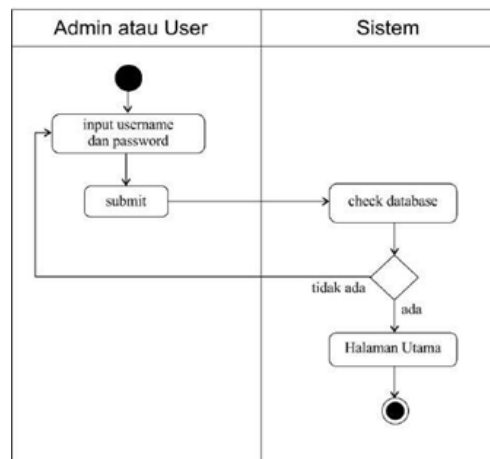 Admin atau User
Sistem
input username
dan password
submit
check database
tidak ada
ada
Halaman Utama